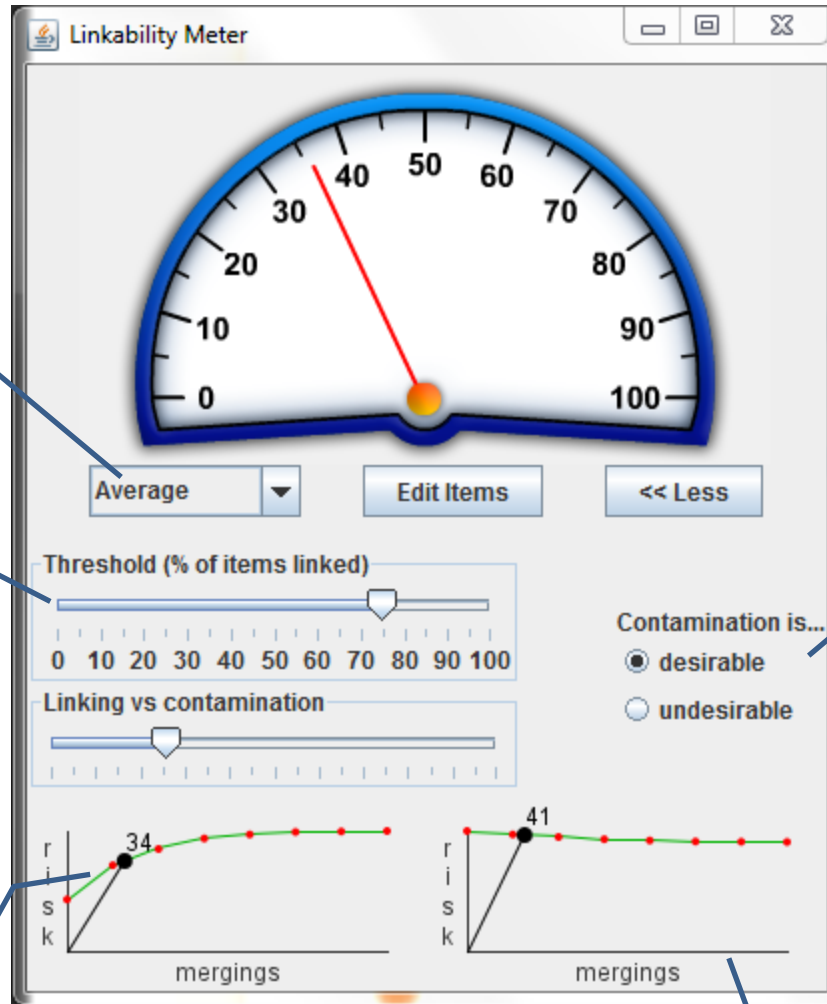 Linkability Meter
0 10 20 30 40 50 60 70 80 90 100
Average
Edit Items
<< Less
Threshold (% of items linked)
0 10 20 30 40 50 60 70 80 90 100
Contamination is...
desirable
undesirable
Linking vs contamination
34
risk
mergings
41
risk
mergings